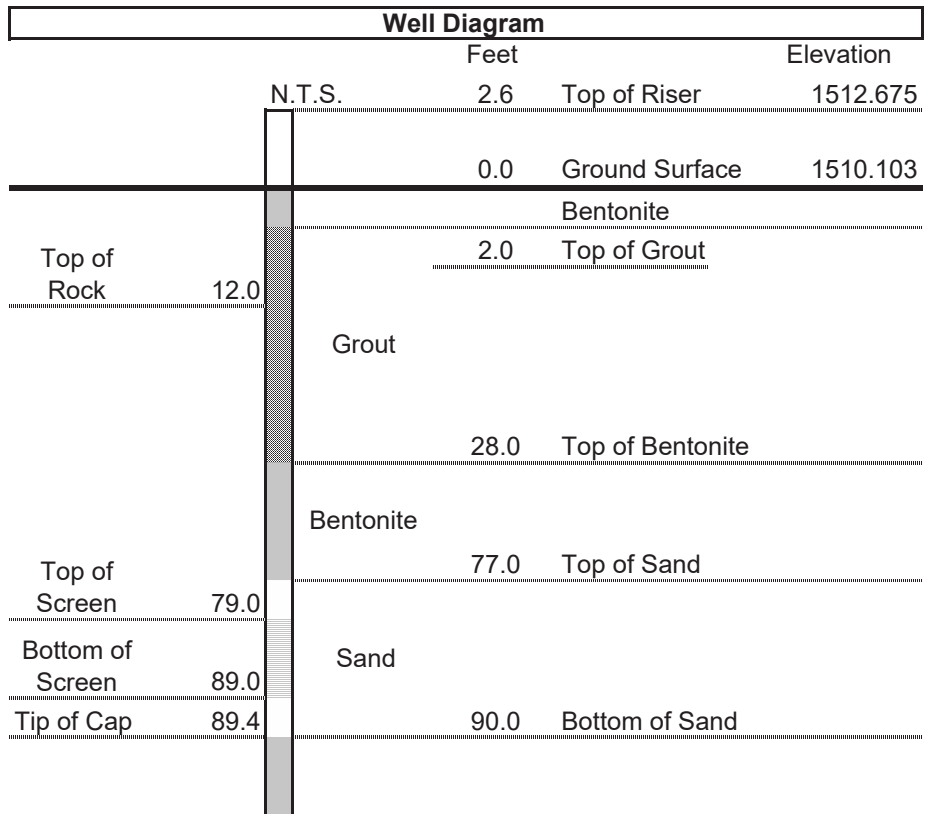 Well Diagram
Feet Elevation
N.T.S. 2.6 Top of Riser 1512.675
0.0 Ground Surface 1510.103
Bentonite
2.0 Top of Grout
Top of
Rock 12.0
Grout
28.0 Top of Bentonite
Bentonite
77.0 Top of Sand
Top of
Screen 79.0
Bottom of
Screen 89.0
Sand
Tip of Cap 89.4 90.0 Bottom of Sand